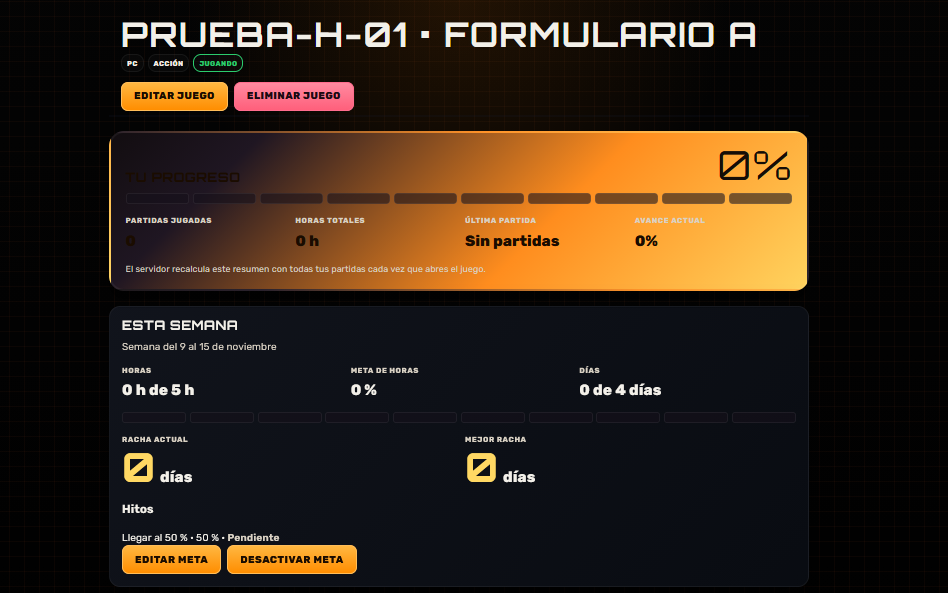 PRUEBA-H-01 · FORMULARIO A
PC ACCIÓN JUGANDO
EDITAR JUEGO ELIMINAR JUEGO
0%
TU PROGRESO
PARTIDAS JUGADAS HORAS TOTALES ÚLTIMA PARTIDA AVANCE ACTUAL
0 0 h Sin partidas 0%
El servidor recalcula este resumen con todas tus partidas cada vez que abres el juego.
ESTA SEMANA
Semana del 9 al 15 de noviembre
HORAS META DE HORAS DÍAS
0 h de 5 h 0 % 0 de 4 días
RACHA ACTUAL MEJOR RACHA
0 días 0 días
Hitos
Llegar al 50 % · 50 % · Pendiente
EDITAR META DESACTIVAR META